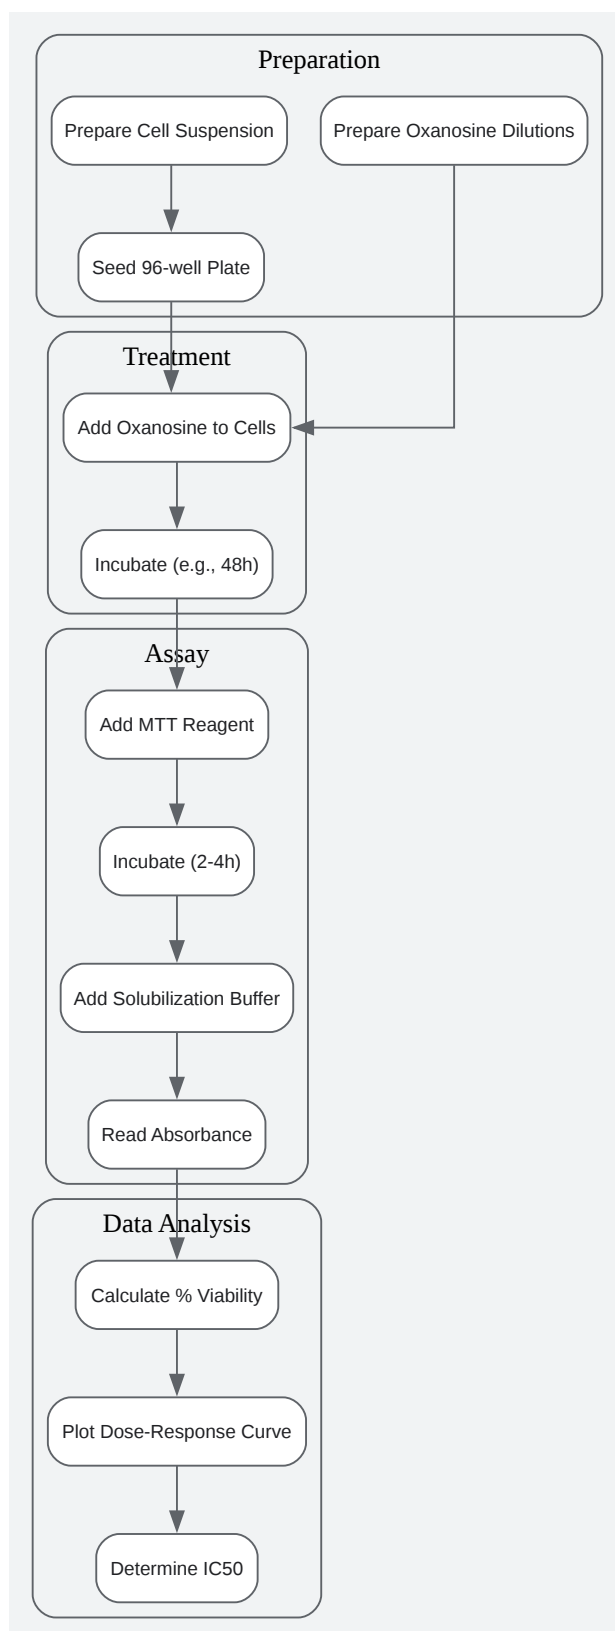 Preparation
Prepare Cell Suspension
Prepare Oxanosine Dilutions
Seed 96-well Plate
Treatment
Add Oxanosine to Cells
Incubate (e.g., 48h)
Assay
Add MTT Reagent
Incubate (2-4h)
Add Solubilization Buffer
Read Absorbance
Data Analysis
Calculate % Viability
Plot Dose-Response Curve
Determine IC50